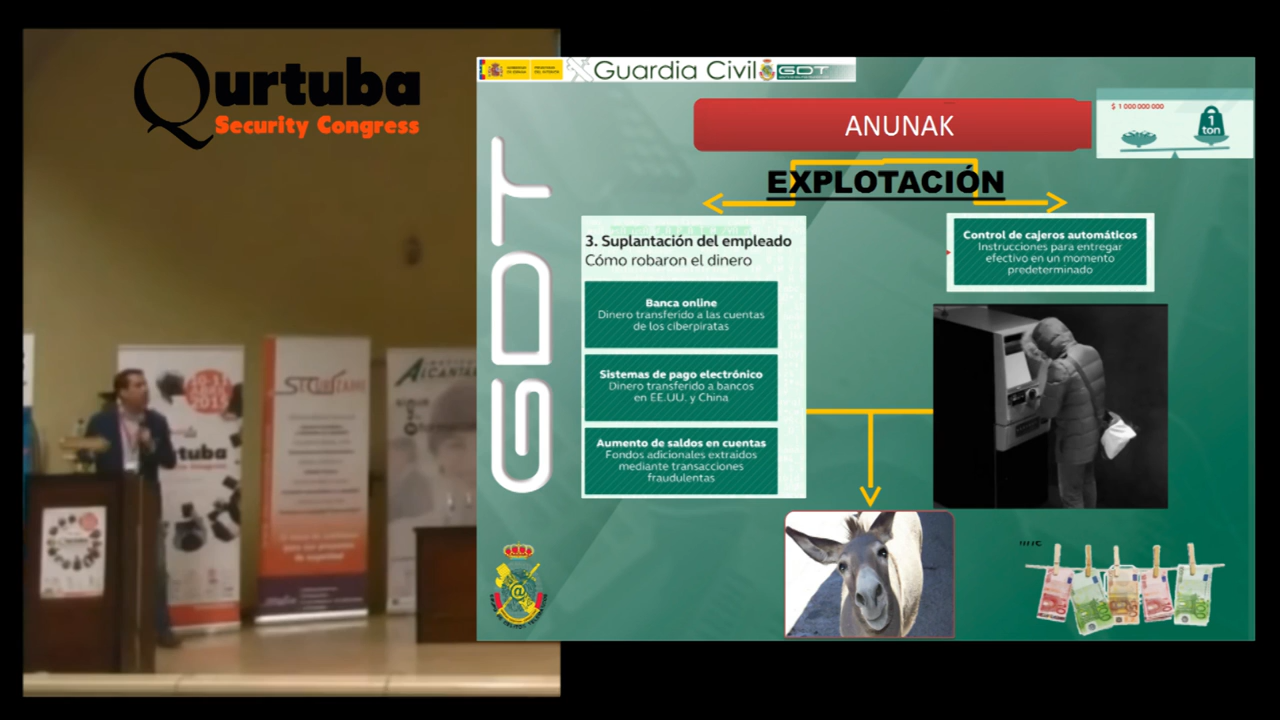 Qurtuba
Security Congress
Guardia Civil
GDT
ANUNAK
$ 1 000 000 000
1
ton
EXPLOTACIÓN
GDT
3. Suplantación del empleado
Cómo robaron el dinero
Banca online
Dinero transferido a las cuentas
de los ciberpiratas
Sistemas de pago electrónico
Dinero transferido a bancos
en EE.UU. y China
Aumento de saldos en cuentas
Fondos adicionales extraidos
mediante transacciones
fraudulentas
Control de cajeros automáticos
Instrucciones para entregar
efectivo en un momento
predeterminado